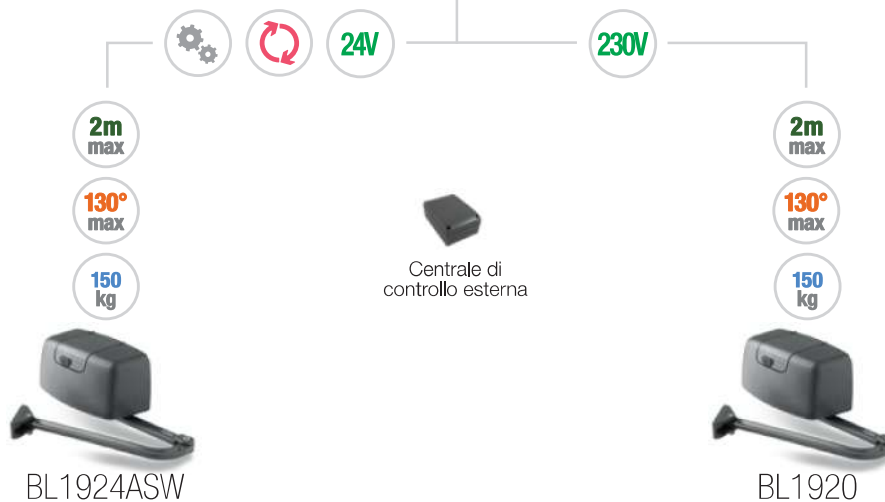 24V
230V
2m
max
2m
max
130°
max
130°
max
150
kg
150
kg
Centrale di
controllo esterna
BL1924ASW
BL1920